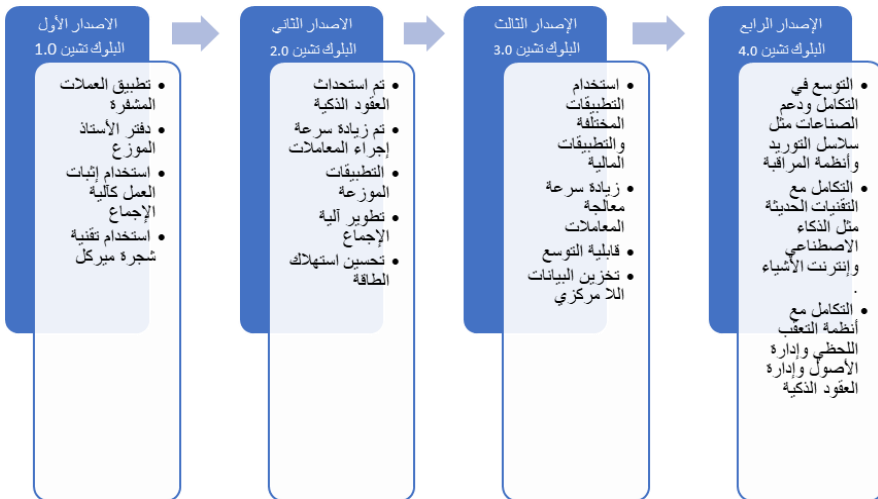 الاصدار الأول
البلوك تشين 1.0
• تطبيق العملات
المشفرة
• دفتر الأستاذ
الموزع
• استخدام إثبات
العمل كآلية
الإجماع
• استخدام تقنية
شجرة ميركل
الاصدار الثاني
البلوك تشين 2.0
• تم استحداث
العقود الذكية
• تم زيادة سرعة
إجراء المعاملات
• التطبيقات
الموزعة
• تطوير آلية
الإجماع
• تحسين استهلاك
الطاقة
الإصدار الثالث
البلوك تشين 3.0
• استخدام
التطبيقات
المختلفة
والتطبيقات
المالية
• زيادة سرعة
معالجة
المعاملات
• قابلية التوسع
• تخزين البيانات
اللا مركزي
الإصدار الرابع
البلوك تشين 4.0
• التوسع في
التكامل ودعم
الصناعات مثل
سلاسل التوريد
وأنظمة المراقبة
• التكامل مع
التقنيات الحديثة
مثل الذكاء
الاصطناعي
وإنترنت الأشياء
.
• التكامل مع
أنظمة التعقب
اللحظي وإدارة
الأصول وإدارة
العقود الذكية